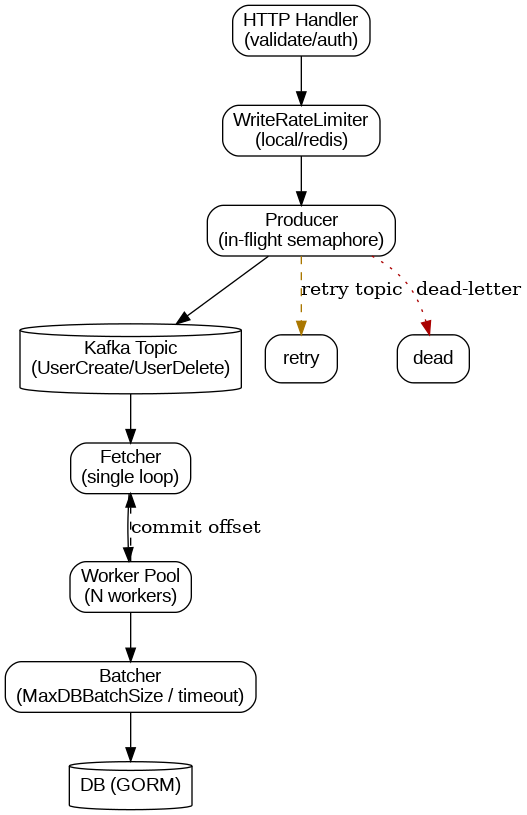 HTTP Handler
(validate/auth)
WriteRateLimiter
(local/redis)
Producer
(in-flight semaphore)
retry topic
dead-letter
Kafka Topic
(UserCreate/UserDelete)
retry
dead
Fetcher
(single loop)
commit offset
Worker Pool
(N workers)
Batcher
(MaxDBBatchSize / timeout)
DB (GORM)